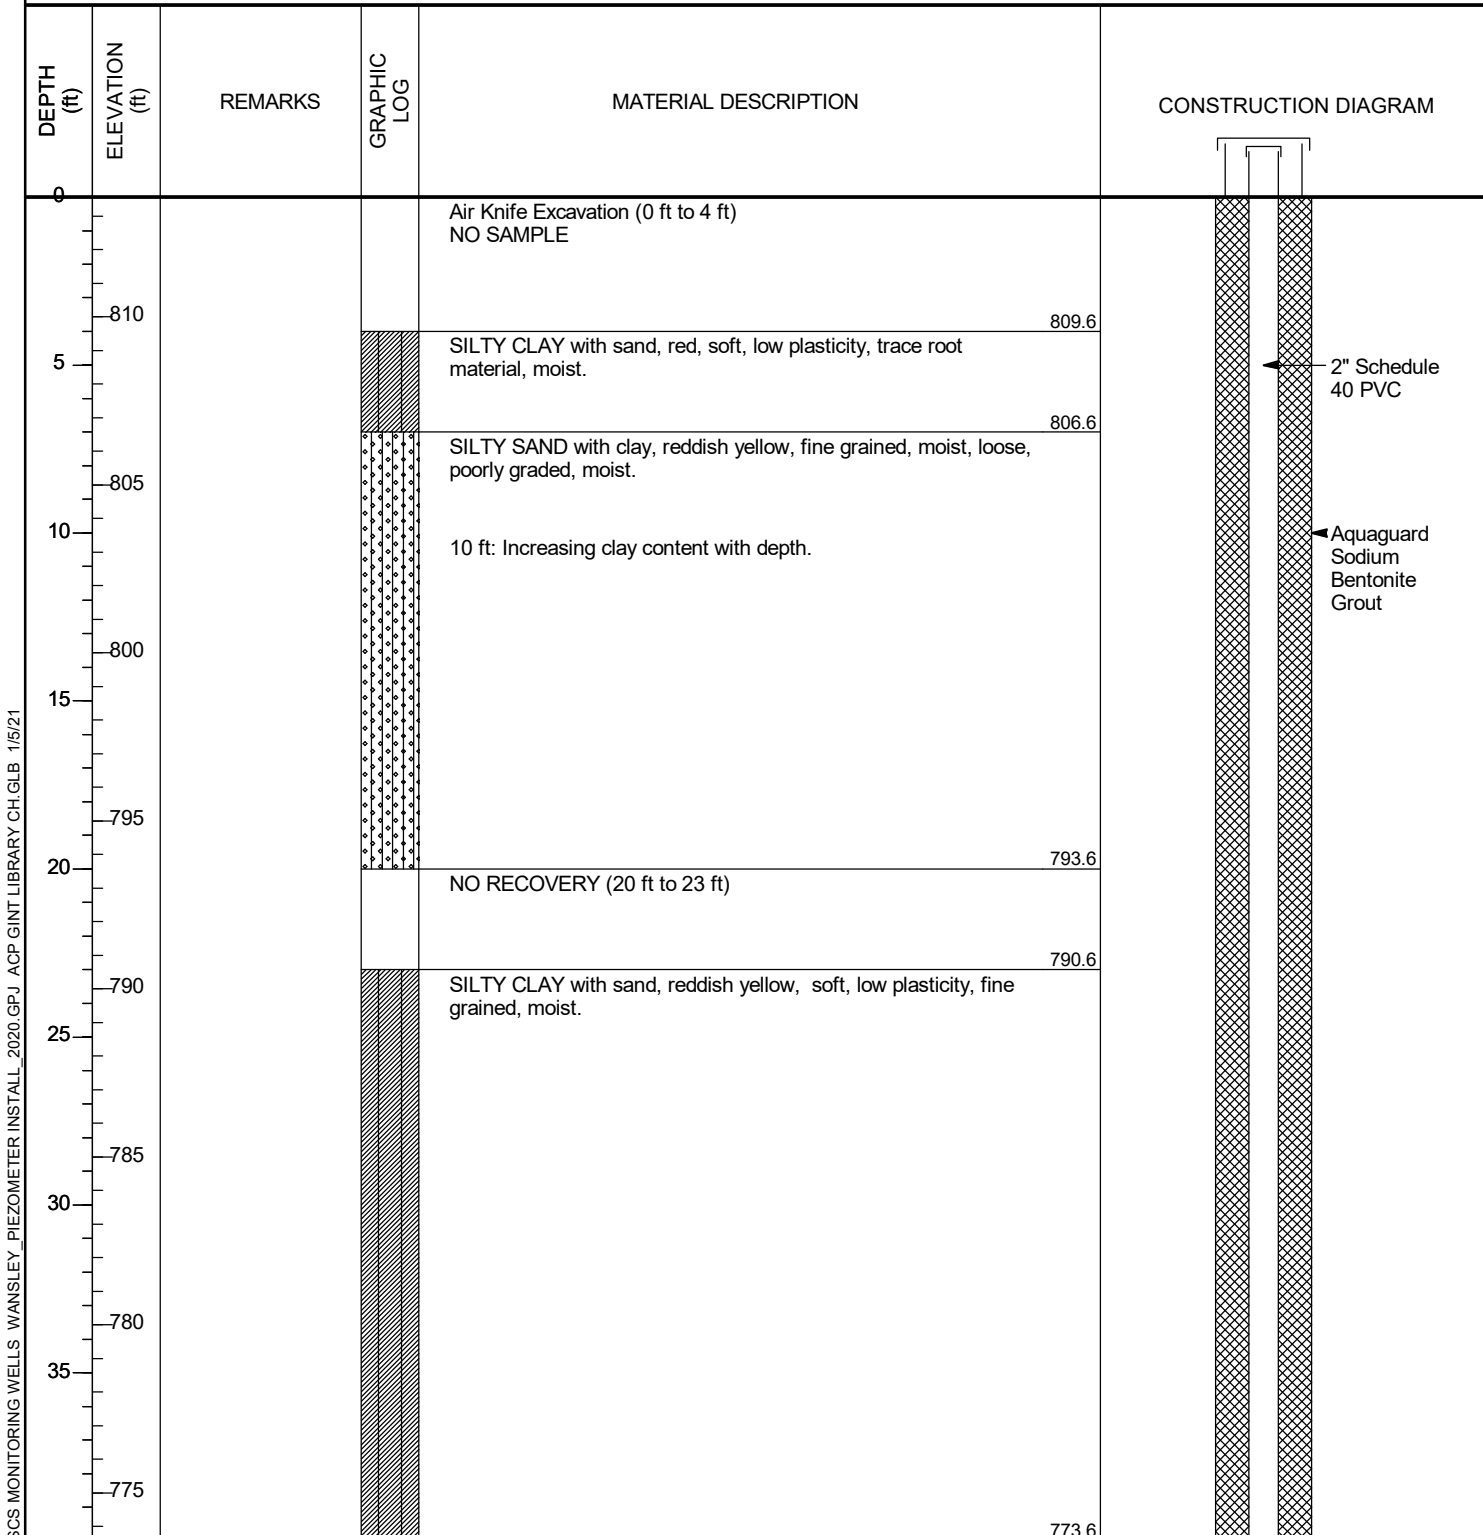 DEPTH
(ft)
ELEVATION
(ft)
REMARKS
GRAPHIC
LOG
MATERIAL DESCRIPTION
CONSTRUCTION DIAGRAM
0
Air Knife Excavation (0 ft to 4 ft)
NO SAMPLE
810
809.6
SILTY CLAY with sand, red, soft, low plasticity, trace root
material, moist.
5
2" Schedule
40 PVC
806.6
SILTY SAND with clay, reddish yellow, fine grained, moist, loose,
poorly graded, moist.
805
10
10 ft: Increasing clay content with depth.
Aquaguard
Sodium
Bentonite
Grout
800
15
795
793.6
20
NO RECOVERY (20 ft to 23 ft)
790.6
790
SILTY CLAY with sand, reddish yellow,  soft, low plasticity, fine
grained, moist.
25
785
30
780
35
775
773.6
SCS MONITORING WELLS  WANSLEY_PIEZOMETER INSTALL_2020.GPJ  ACP GINT LIBRARY CH.GLB  1/5/21